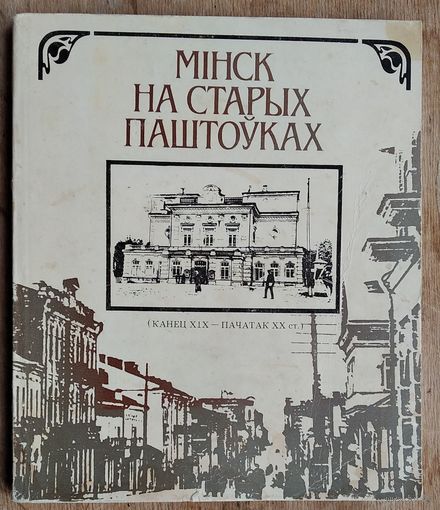 МІНСК
НА СТАРЫХ
ПАШТОЎКАХ
(КАНЕЦ XIX — ПАЧАТАК XX ст.)